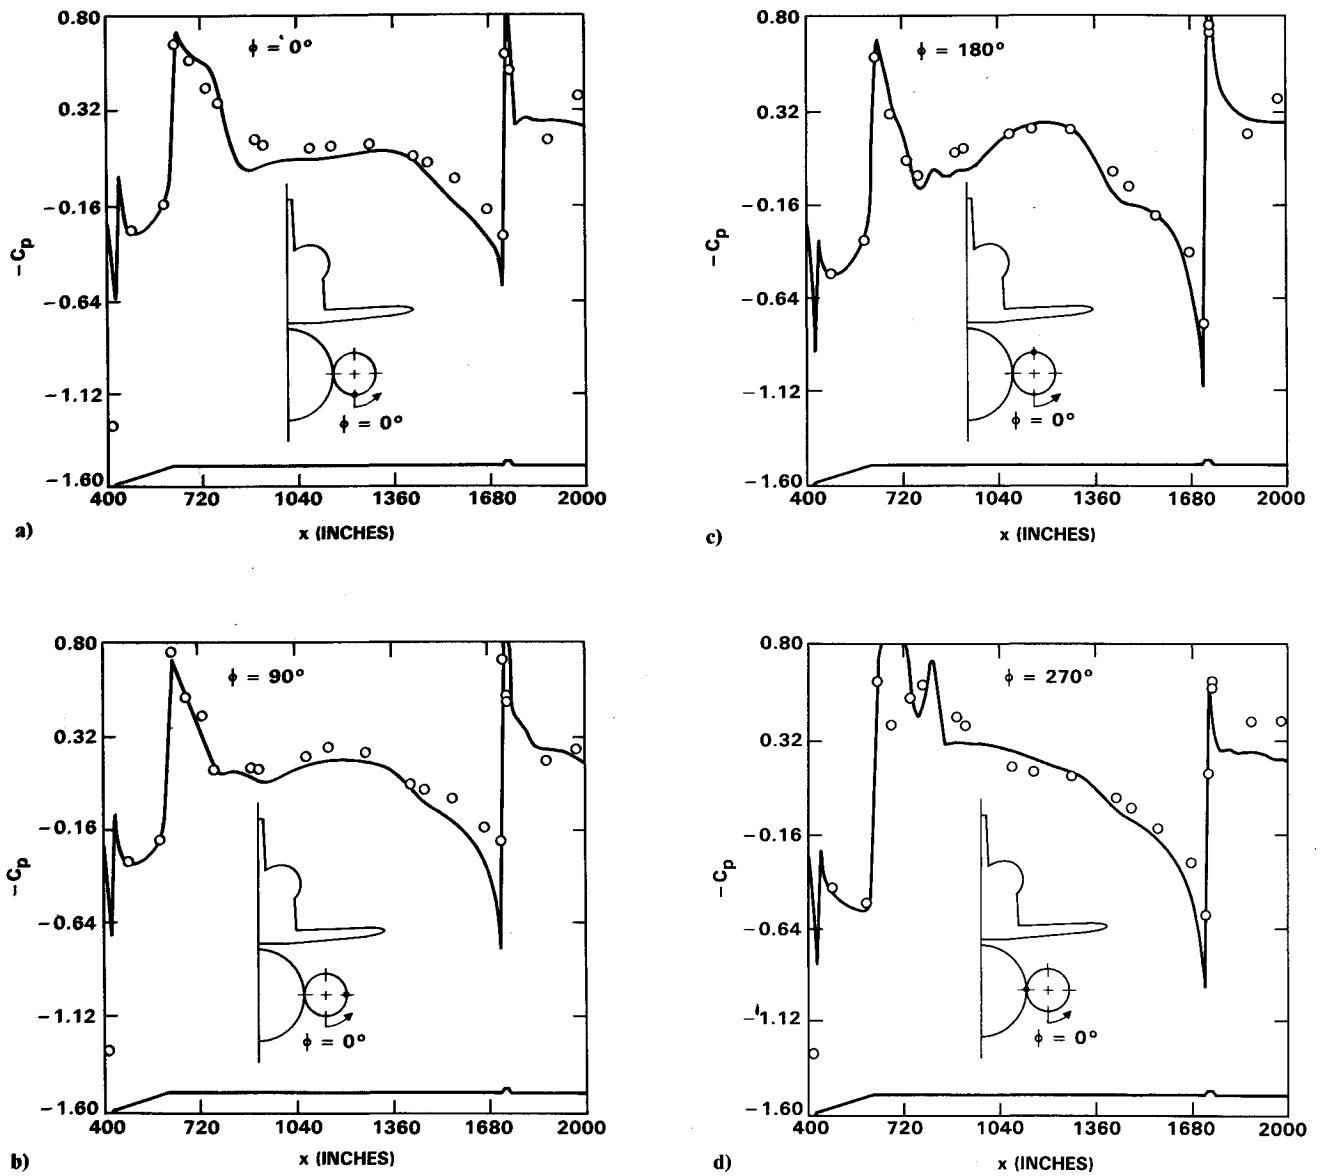 0.80
0.32
−0.16
−0.64
−1.12
−1.60
− Cp
ϕ = 0°
ϕ = 0°
400 720 1040 1360 1680 2000
x (INCHES)
a)
0.80
0.32
−0.16
−0.64
−1.12
−1.60
− Cp
ϕ = 180°
ϕ = 0°
400 720 1040 1360 1680 2000
x (INCHES)
c)
0.80
0.32
−0.16
−0.64
−1.12
−1.60
− Cp
ϕ = 90°
ϕ = 0°
400 720 1040 1360 1680 2000
x (INCHES)
b)
0.80
0.32
−0.16
−0.64
−1.12
−1.60
− Cp
ϕ = 270°
ϕ = 0°
400 720 1040 1360 1680 2000
x (INCHES)
d)